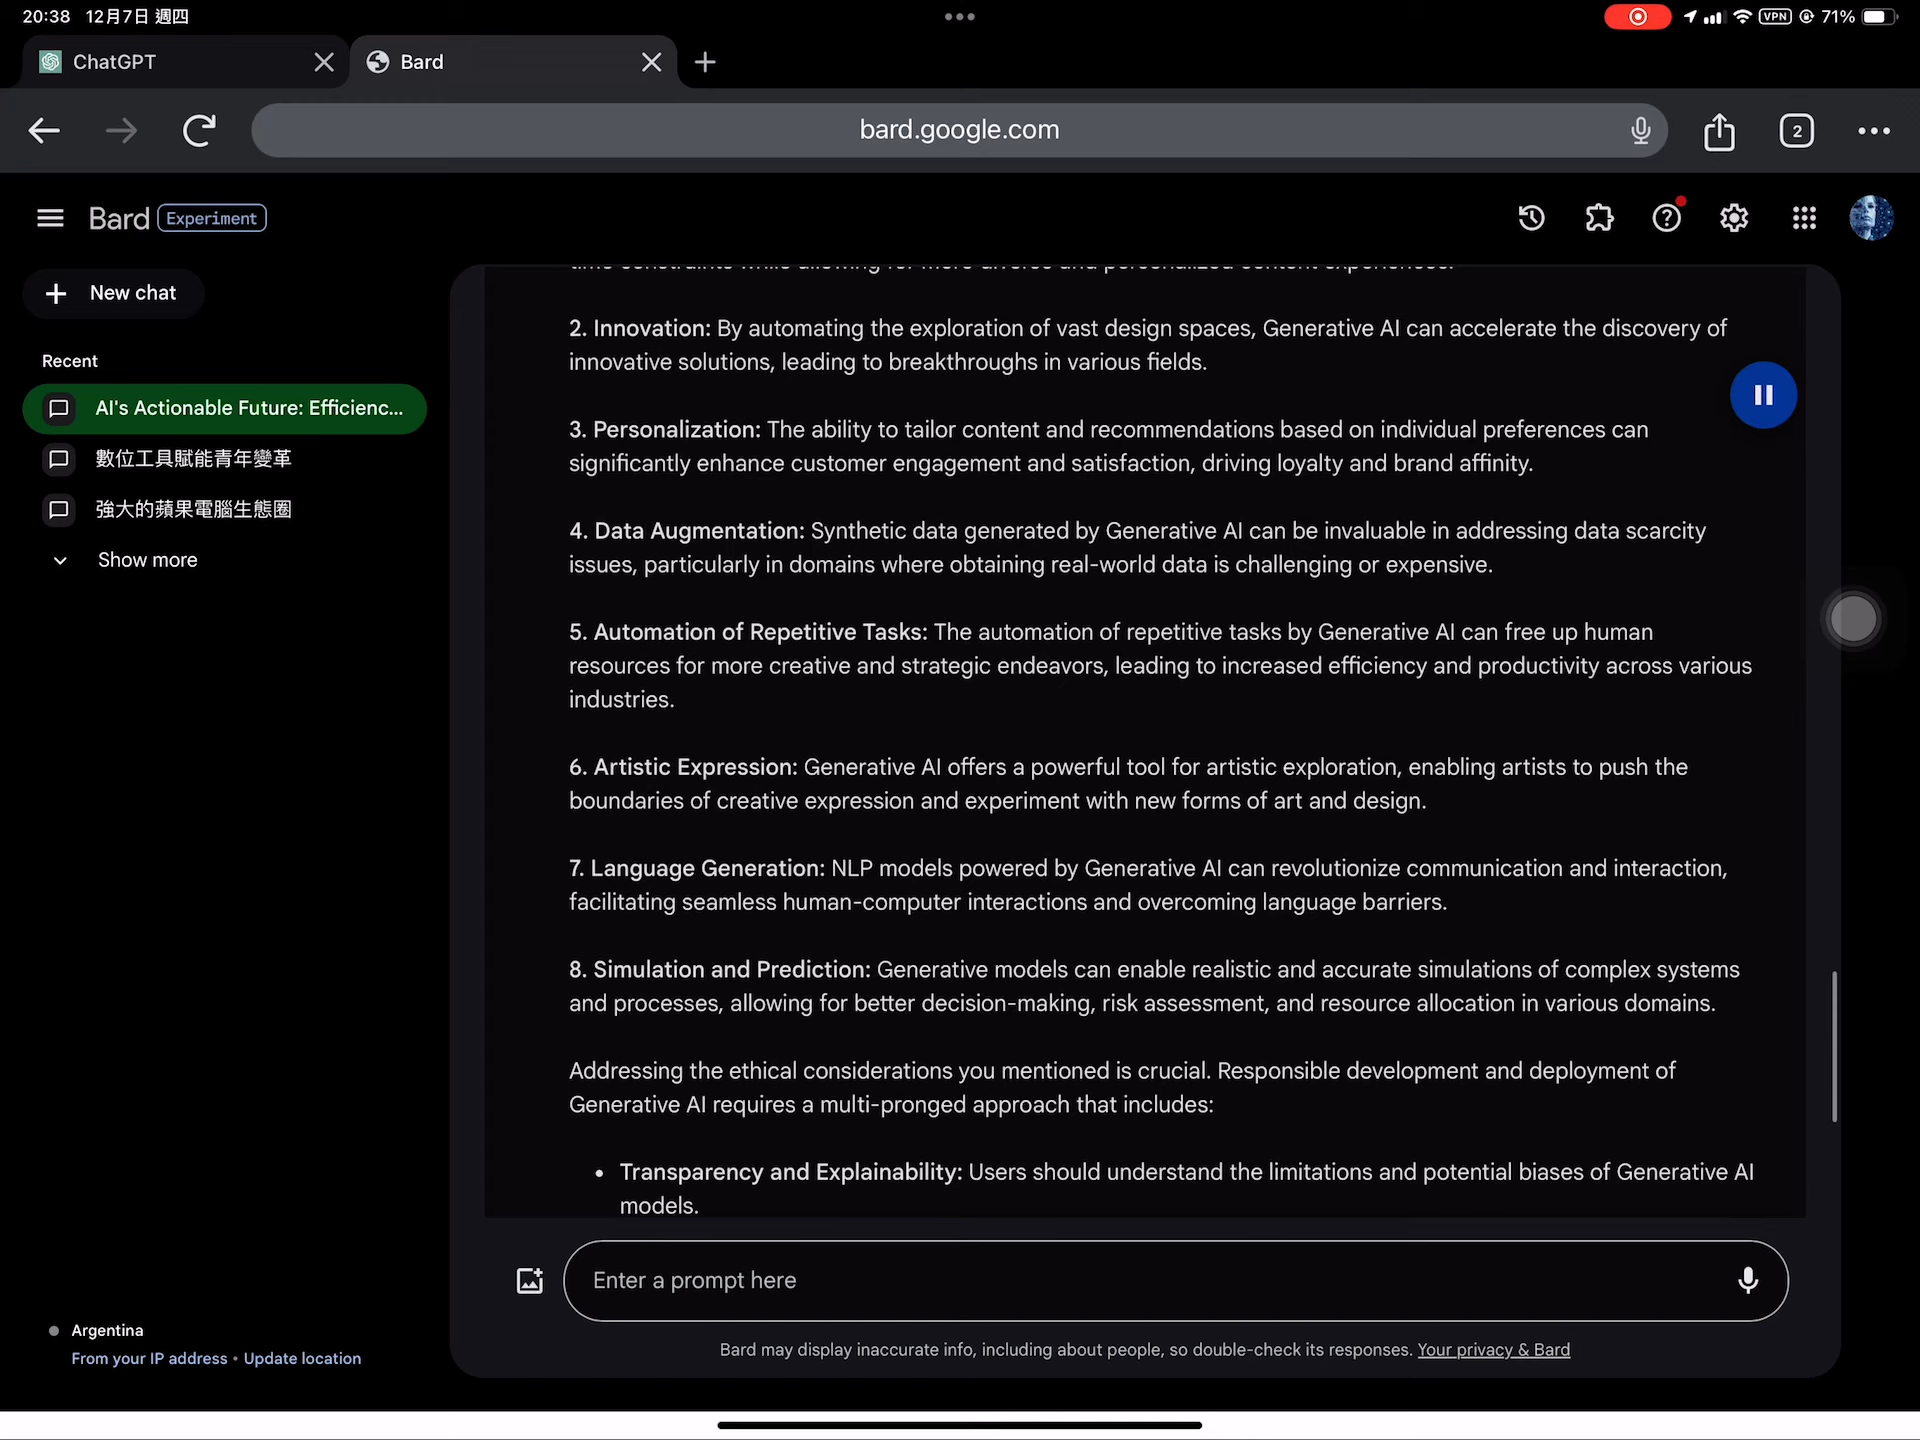 20:38 12月7日 週四
VPN
71%
ChatGPT
Bard
bard.google.com
2
Bard
Experiment
New chat
Recent
AI's Actionable Future: Efficienc...
數位工具賦能青年變革
強大的蘋果電腦生態圈
Show more
time constraints while allowing for more diverse and personalized content experiences.
2. Innovation: By automating the exploration of vast design spaces, Generative AI can accelerate the discovery of
innovative solutions, leading to breakthroughs in various fields.
3. Personalization: The ability to tailor content and recommendations based on individual preferences can
significantly enhance customer engagement and satisfaction, driving loyalty and brand affinity.
4. Data Augmentation: Synthetic data generated by Generative AI can be invaluable in addressing data scarcity
issues, particularly in domains where obtaining real-world data is challenging or expensive.
5. Automation of Repetitive Tasks: The automation of repetitive tasks by Generative AI can free up human
resources for more creative and strategic endeavors, leading to increased efficiency and productivity across various
industries.
6. Artistic Expression: Generative AI offers a powerful tool for artistic exploration, enabling artists to push the
boundaries of creative expression and experiment with new forms of art and design.
7. Language Generation: NLP models powered by Generative AI can revolutionize communication and interaction,
facilitating seamless human-computer interactions and overcoming language barriers.
8. Simulation and Prediction: Generative models can enable realistic and accurate simulations of complex systems
and processes, allowing for better decision-making, risk assessment, and resource allocation in various domains.
Addressing the ethical considerations you mentioned is crucial. Responsible development and deployment of
Generative AI requires a multi-pronged approach that includes:
• Transparency and Explainability: Users should understand the limitations and potential biases of Generative AI
models.
Enter a prompt here
Argentina
From your IP address • Update location
Bard may display inaccurate info, including about people, so double-check its responses. Your privacy & Bard